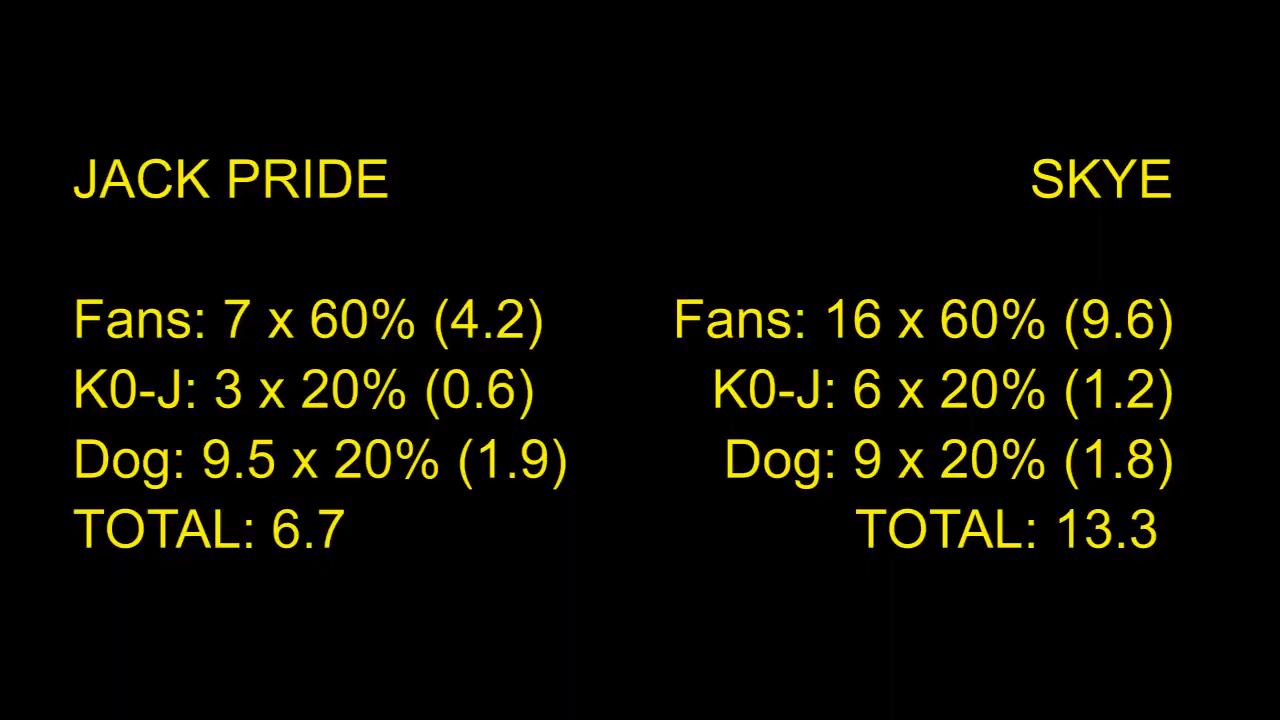 JACK PRIDE
Fans: 7 x 60% (4.2)
K0-J: 3 x 20% (0.6)
Dog: 9.5 x 20% (1.9)
TOTAL: 6.7
SKYE
Fans: 16 x 60% (9.6)
K0-J: 6 x 20% (1.2)
Dog: 9 x 20% (1.8)
TOTAL: 13.3